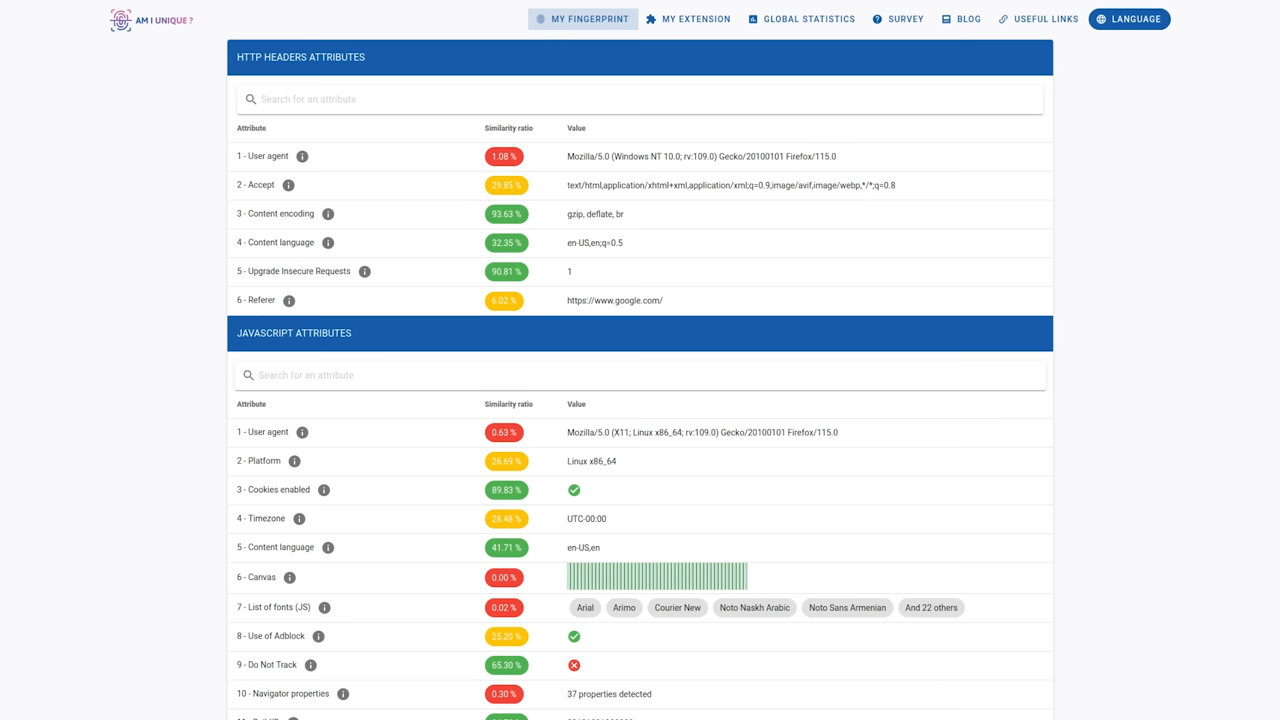 AM I UNIQUE ?
MY FINGERPRINT
MY EXTENSION
GLOBAL STATISTICS
SURVEY
BLOG
USEFUL LINKS
LANGUAGE
HTTP HEADERS ATTRIBUTES
Search for an attribute
Attribute Similarity ratio Value
1 - User agent 1.08 % Mozilla/5.0 (Windows NT 10.0; rv:109.0) Gecko/20100101 Firefox/115.0
2 - Accept 29.85 % text/html,application/xhtml+xml,application/xml;q=0.9,image/avif,image/webp,*/*;q=0.8
3 - Content encoding 93.63 % gzip, deflate, br
4 - Content language 32.35 % en-US,en;q=0.5
5 - Upgrade Insecure Requests 90.81 % 1
6 - Referer 6.02 % https://www.google.com/
JAVASCRIPT ATTRIBUTES
Search for an attribute
Attribute Similarity ratio Value
1 - User agent 0.63 % Mozilla/5.0 (X11; Linux x86_64; rv:109.0) Gecko/20100101 Firefox/115.0
2 - Platform 26.69 % Linux x86_64
3 - Cookies enabled 89.83 %
4 - Timezone 28.48 % UTC-00:00
5 - Content language 41.71 % en-US,en
6 - Canvas 0.00 %
7 - List of fonts (JS) 0.02 % Arial Arimo Courier New Noto Naskh Arabic Noto Sans Armenian And 22 others
8 - Use of Adblock 25.20 %
9 - Do Not Track 65.30 %
10 - Navigator properties 0.30 % 37 properties detected